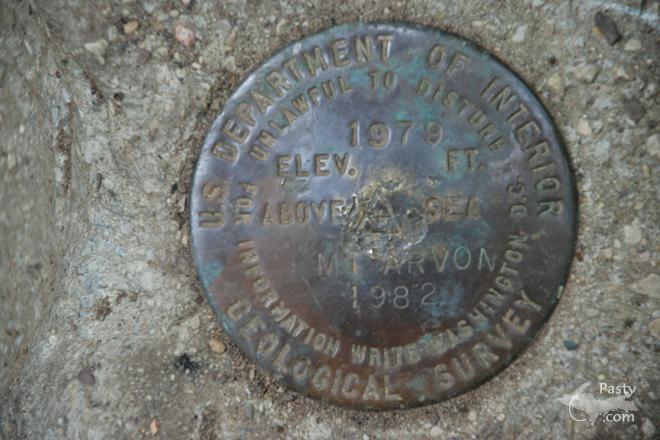 U.S. DEPARTMENT OF INTERIOR
UNLAWFUL TO DISTURB
1979
ELEV. FT.
ABOVE SEA
MT ARVON
1982
FOR INFORMATION WRITE WASHINGTON D.C.
GEOLOGICAL SURVEY
Pasty
.com